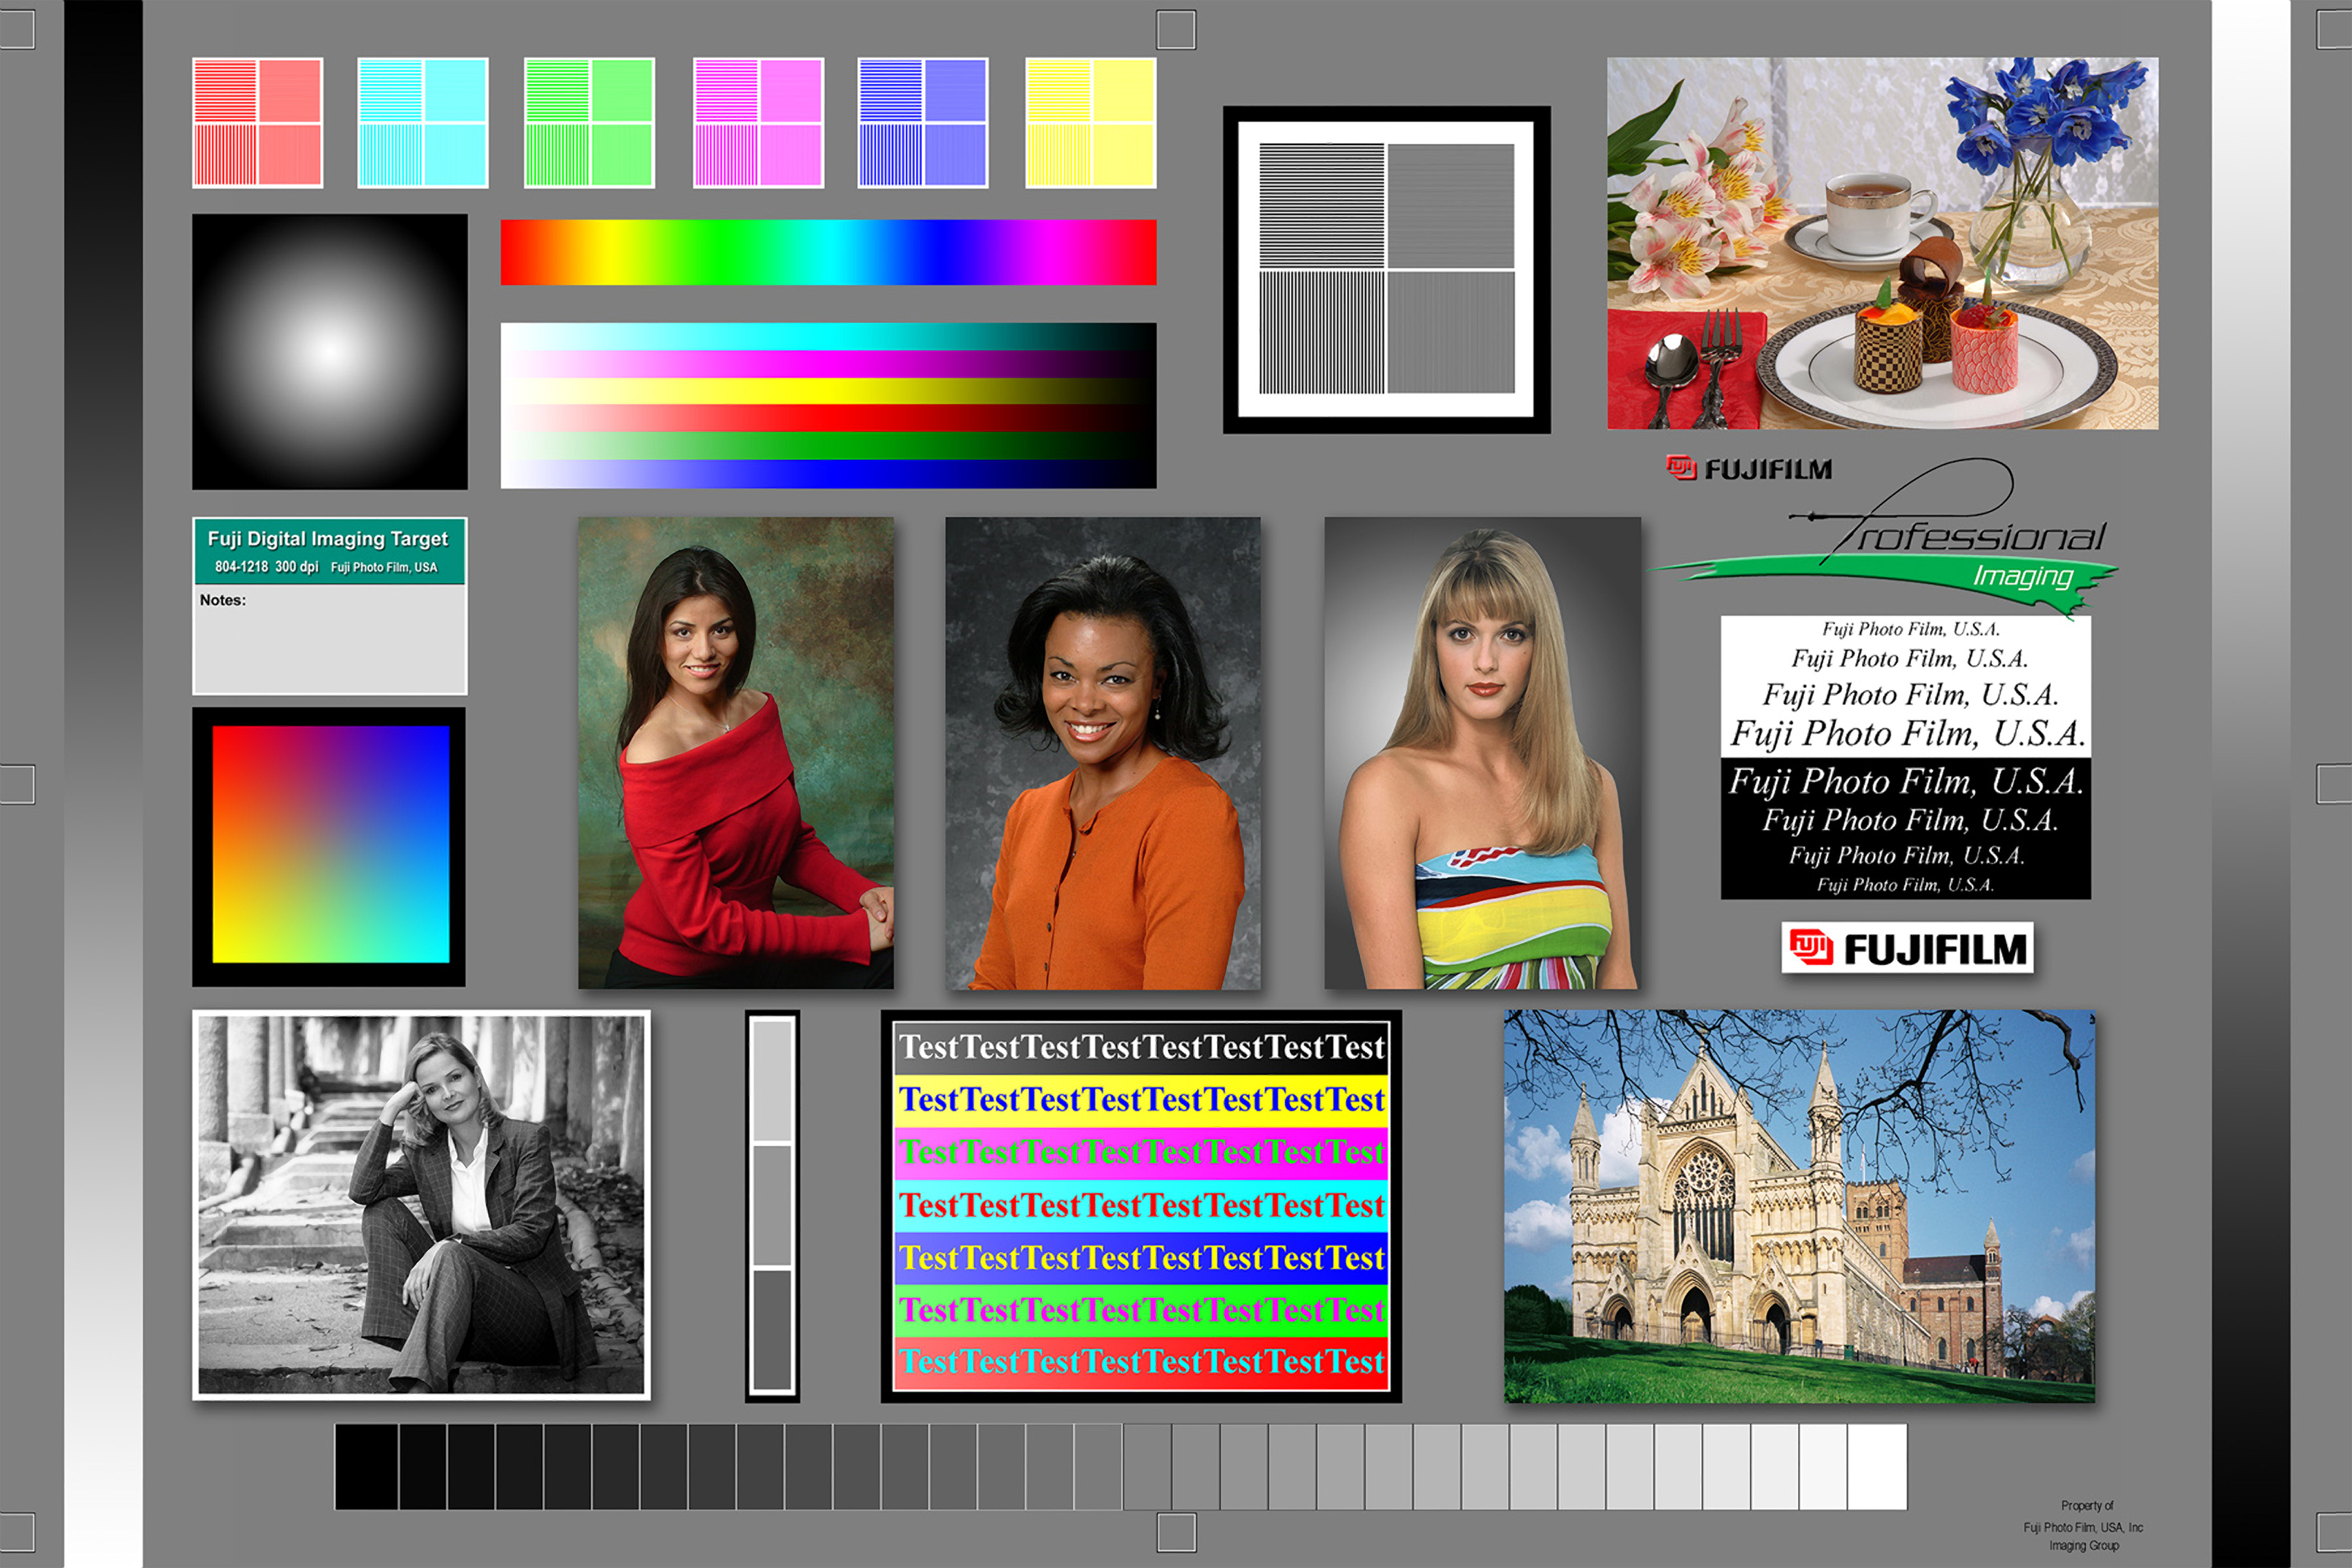 FUJI FUJIFILM
Professional
Imaging
Fuji Digital Imaging Target
804-1218 300 dpi Fuji Photo Film, USA
Notes:
Fuji Photo Film, U.S.A.
Fuji Photo Film, U.S.A.
Fuji Photo Film, U.S.A.
Fuji Photo Film, U.S.A.
Fuji Photo Film, U.S.A.
Fuji Photo Film, U.S.A.
Fuji Photo Film, U.S.A.
Fuji Photo Film, U.S.A.
FUJI FUJIFILM
TestTestTestTestTestTestTestTest
TestTestTestTestTestTestTestTest
TestTestTestTestTestTestTestTest
TestTestTestTestTestTestTestTest
TestTestTestTestTestTestTestTest
TestTestTestTestTestTestTestTest
TestTestTestTestTestTestTestTest
Property of
Fuji Photo Film, USA, Inc
Imaging Group